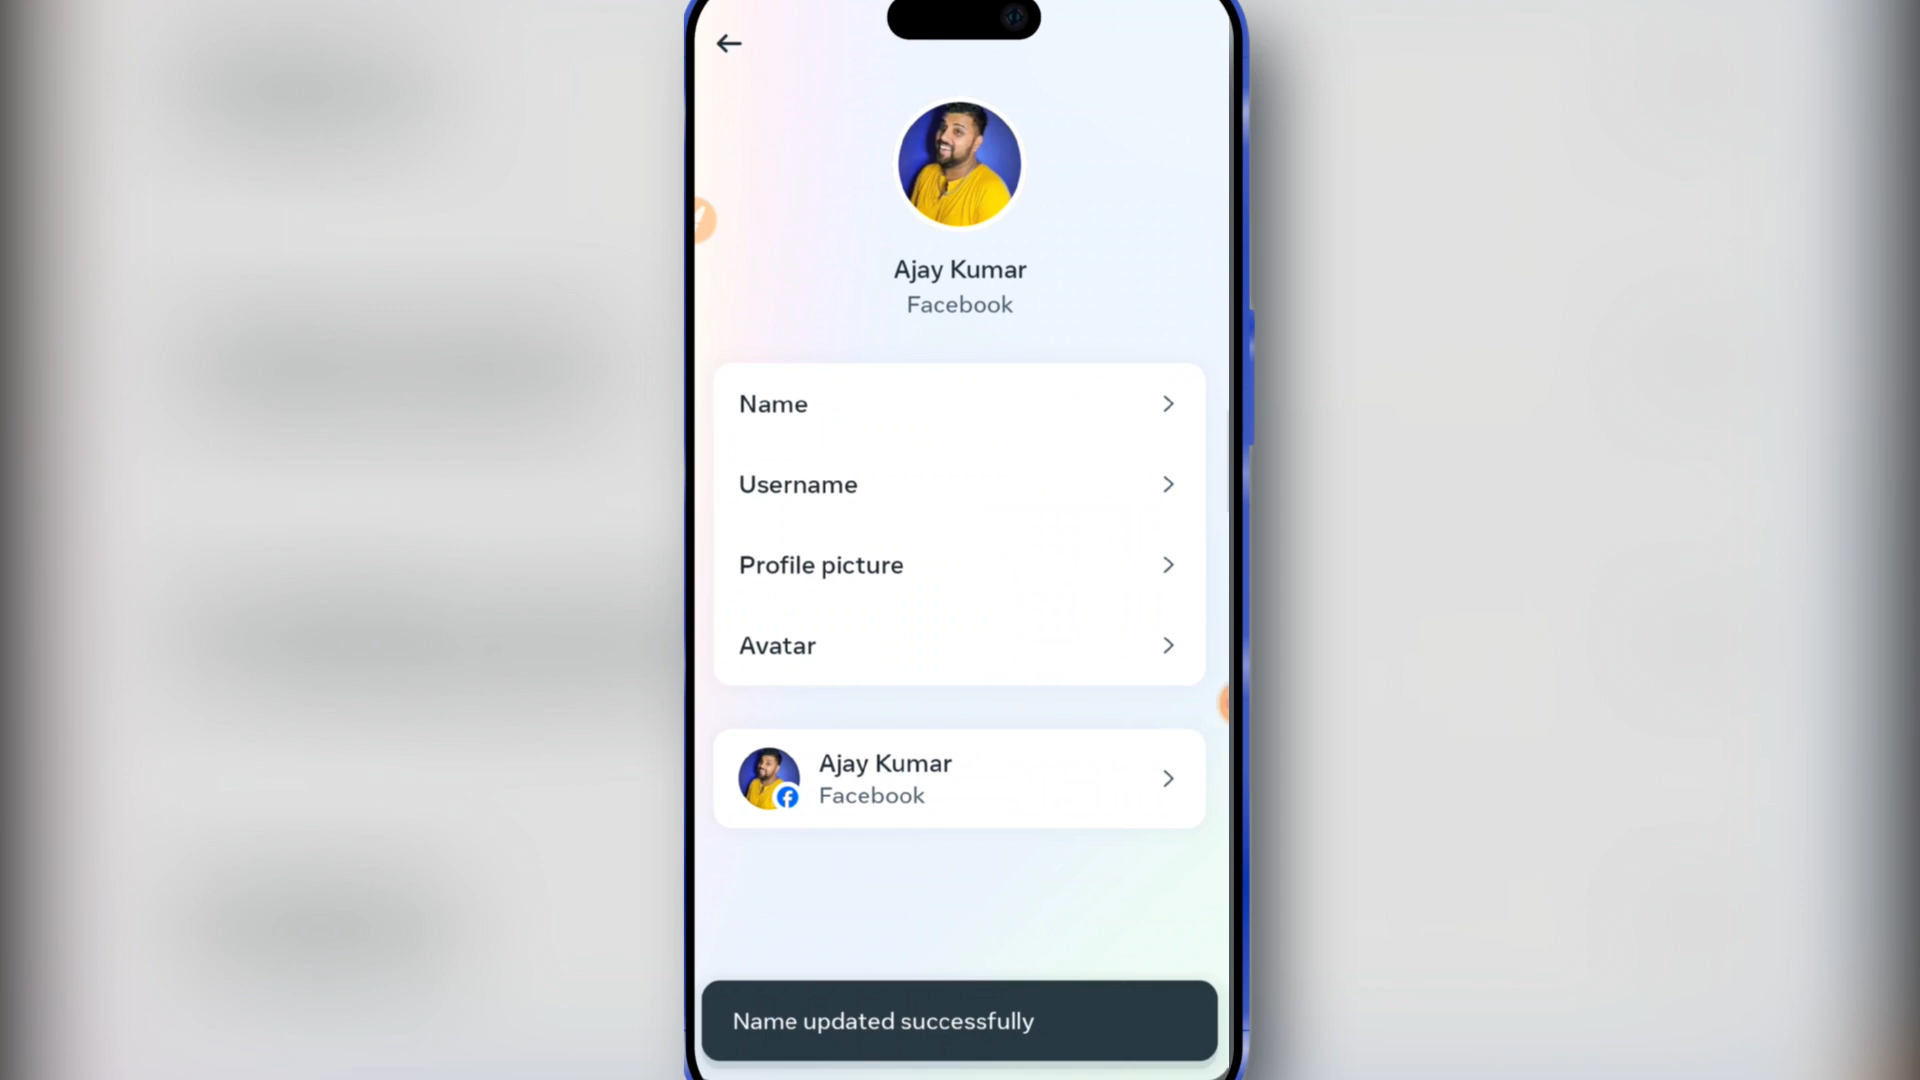 Ajay Kumar
Facebook
Name
Username
Profile picture
Avatar
Ajay Kumar
Facebook
Name updated successfully